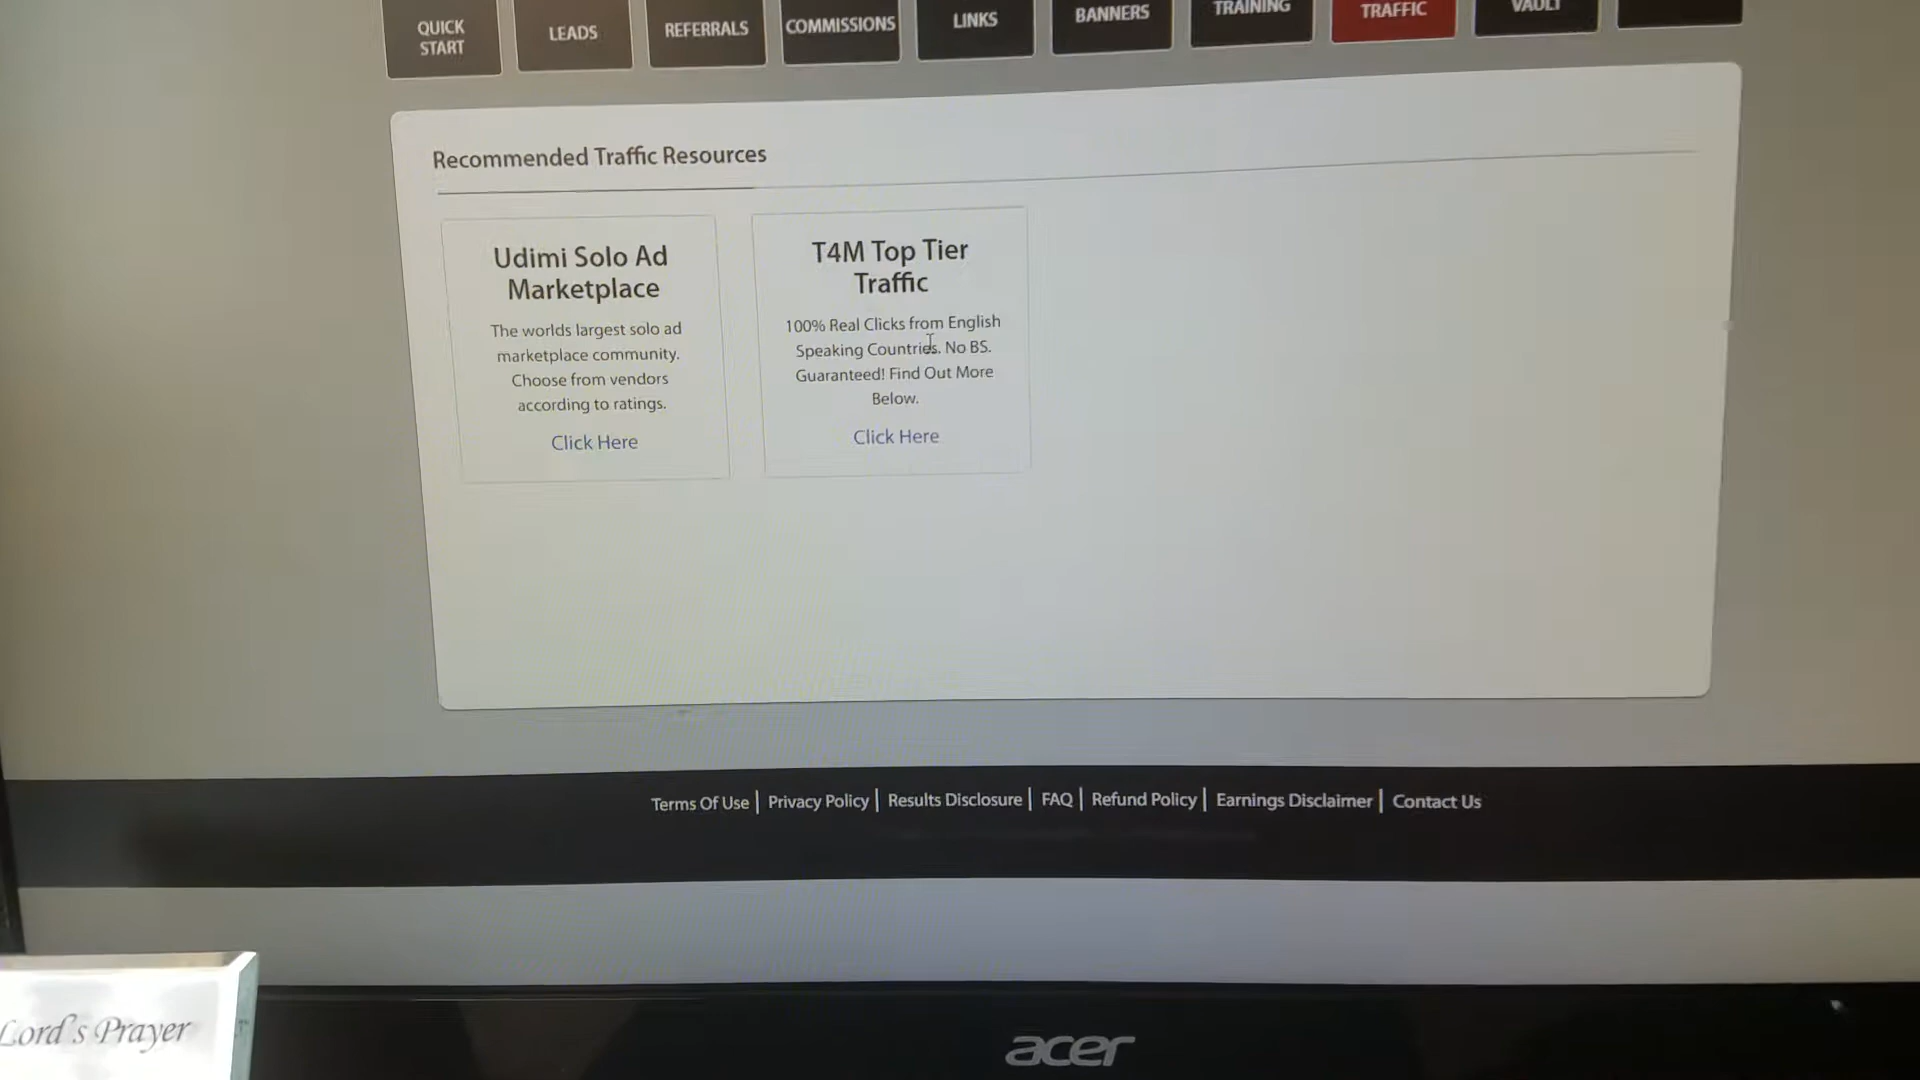 QUICK
START
LEADS
REFERRALS
COMMISSIONS
LINKS
BANNERS
TRAINING
TRAFFIC
VAULT
Recommended Traffic Resources
Udimi Solo Ad
Marketplace
The worlds largest solo ad
marketplace community.
Choose from vendors
according to ratings.
Click Here
T4M Top Tier
Traffic
100% Real Clicks from English
Speaking Countries. No BS.
Guaranteed! Find Out More
Below.
Click Here
Terms Of Use | Privacy Policy | Results Disclosure | FAQ | Refund Policy | Earnings Disclaimer | Contact Us
Lord's Prayer
acer